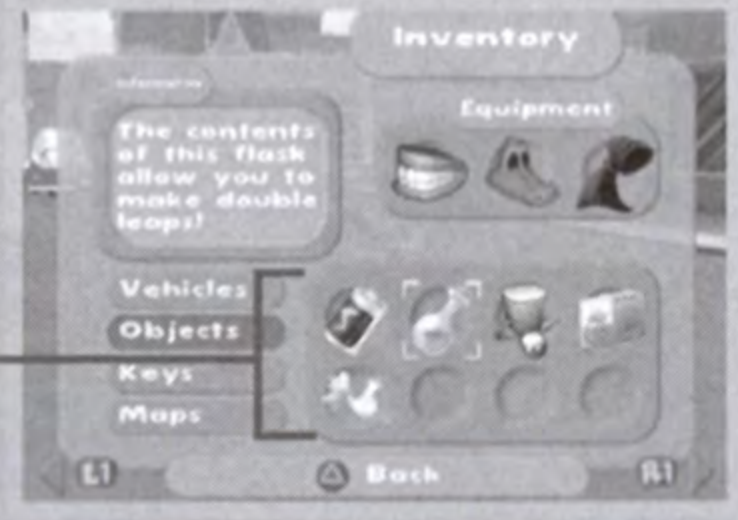 Inventory
Information
Equipment
The contents
of this flask
allow you to
make double
leaps!
Vehicles
Objects
Keys
Maps
L1
Back
R1